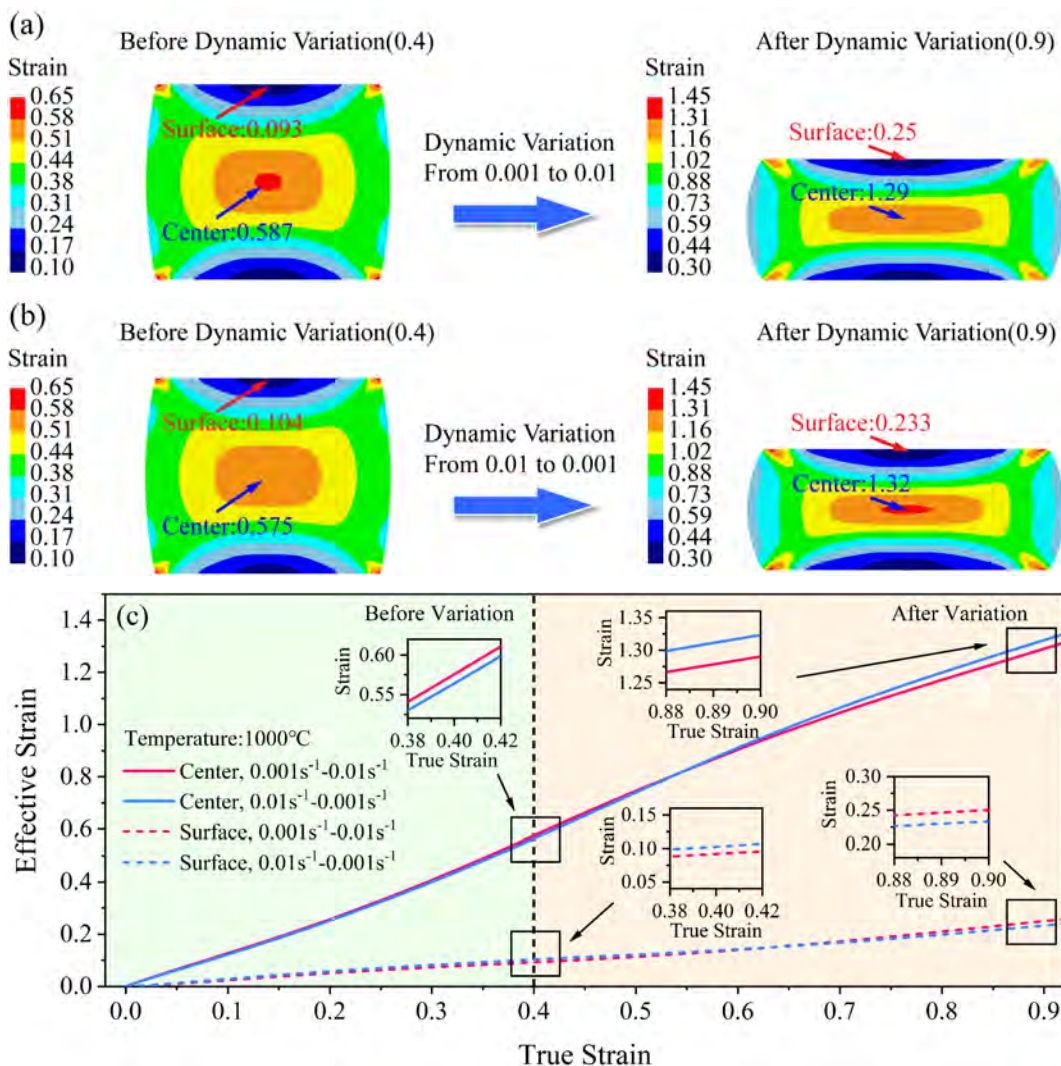 (a)
Before Dynamic Variation(0.4)
After Dynamic Variation(0.9)
Strain
0.65
0.58
0.51
0.44
0.38
0.31
0.24
0.17
0.10
Surface:0.093
Center:0.587
Dynamic Variation
From 0.001 to 0.01
Strain
1.45
1.31
1.16
1.02
0.88
0.73
0.59
0.44
0.30
Surface:0.25
Center:1.29
(b)
Before Dynamic Variation(0.4)
After Dynamic Variation(0.9)
Strain
0.65
0.58
0.51
0.44
0.38
0.31
0.24
0.17
0.10
Surface:0.104
Center:0.575
Dynamic Variation
From 0.01 to 0.001
Strain
1.45
1.31
1.16
1.02
0.88
0.73
0.59
0.44
0.30
Surface:0.233
Center:1.32
(c)
Before Variation
After Variation
Effective Strain
1.4
1.2
1.0
0.8
0.6
0.4
0.2
0.0
Strain
0.60
0.55
0.38 0.40 0.42
True Strain
Strain
1.35
1.30
1.25
0.88 0.89 0.90
True Strain
Temperature:1000°C
Center, 0.001s⁻¹-0.01s⁻¹
Center, 0.01s⁻¹-0.001s⁻¹
Surface, 0.001s⁻¹-0.01s⁻¹
Surface, 0.01s⁻¹-0.001s⁻¹
Strain
0.15
0.10
0.05
0.38 0.40 0.42
True Strain
Strain
0.30
0.25
0.20
0.88 0.89 0.90
True Strain
0.0 0.1 0.2 0.3 0.4 0.5 0.6 0.7 0.8 0.9
True Strain